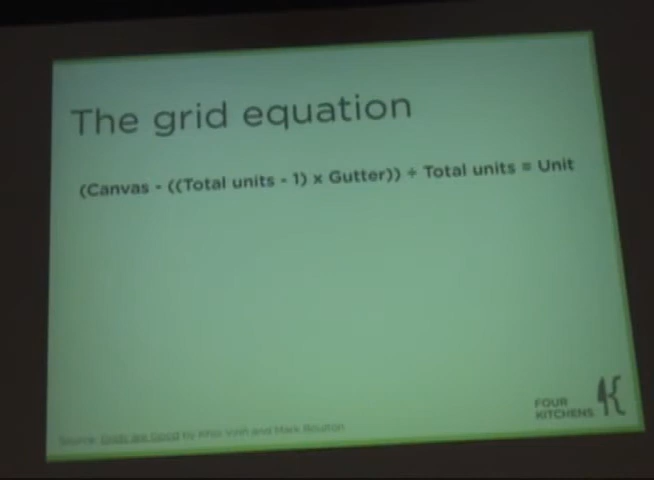 The grid equation
(Canvas - ((Total units - 1) x Gutter)) ÷ Total units = Unit
FOUR
KITCHENS
Source: Grids are Good by Khoi Vinh and Mark Boulton